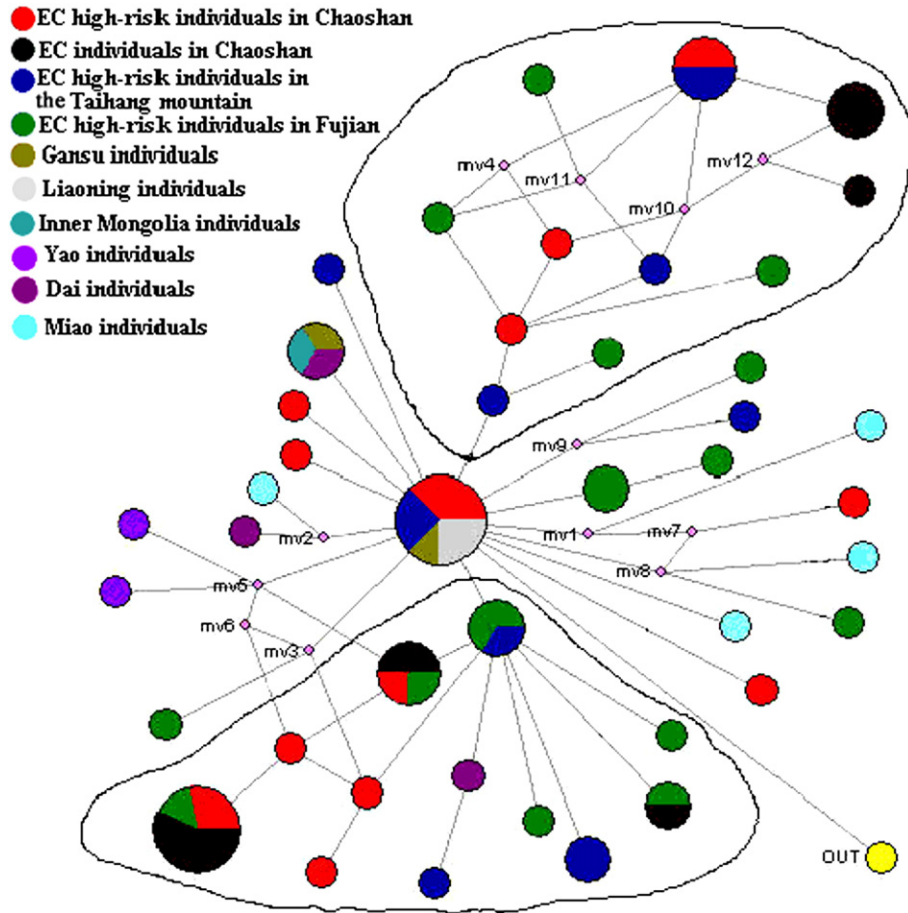 EC high-risk individuals in Chaoshan
EC individuals in Chaoshan
EC high-risk individuals in
the Taihang mountain
EC high-risk individuals in Fujian
Gansu individuals
Liaoning individuals
Inner Mongolia individuals
Yao individuals
Dai individuals
Miao individuals
mv4
mv11
mv12
mv10
mv9
mv2
mv1
mv7
mv5
mv8
mv6
mv3
OUT